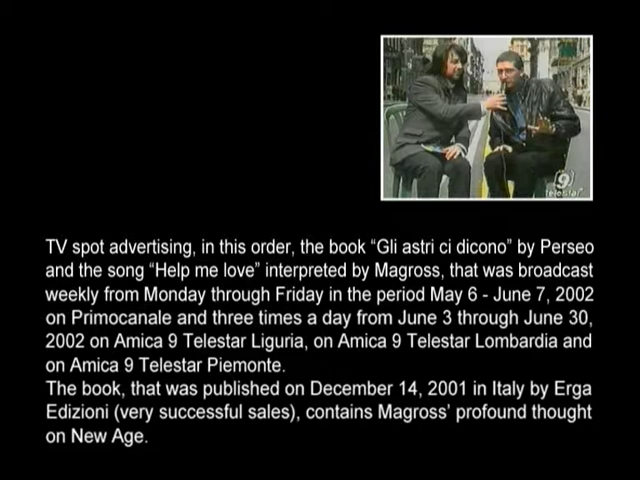 9
telestar
TV spot advertising, in this order, the book “Gli astri ci dicono” by Perseo
and the song “Help me love” interpreted by Magross, that was broadcast
weekly from Monday through Friday in the period May 6 - June 7, 2002
on Primocanale and three times a day from June 3 through June 30,
2002 on Amica 9 Telestar Liguria, on Amica 9 Telestar Lombardia and
on Amica 9 Telestar Piemonte.
The book, that was published on December 14, 2001 in Italy by Erga
Edizioni (very successful sales), contains Magross’ profound thought
on New Age.